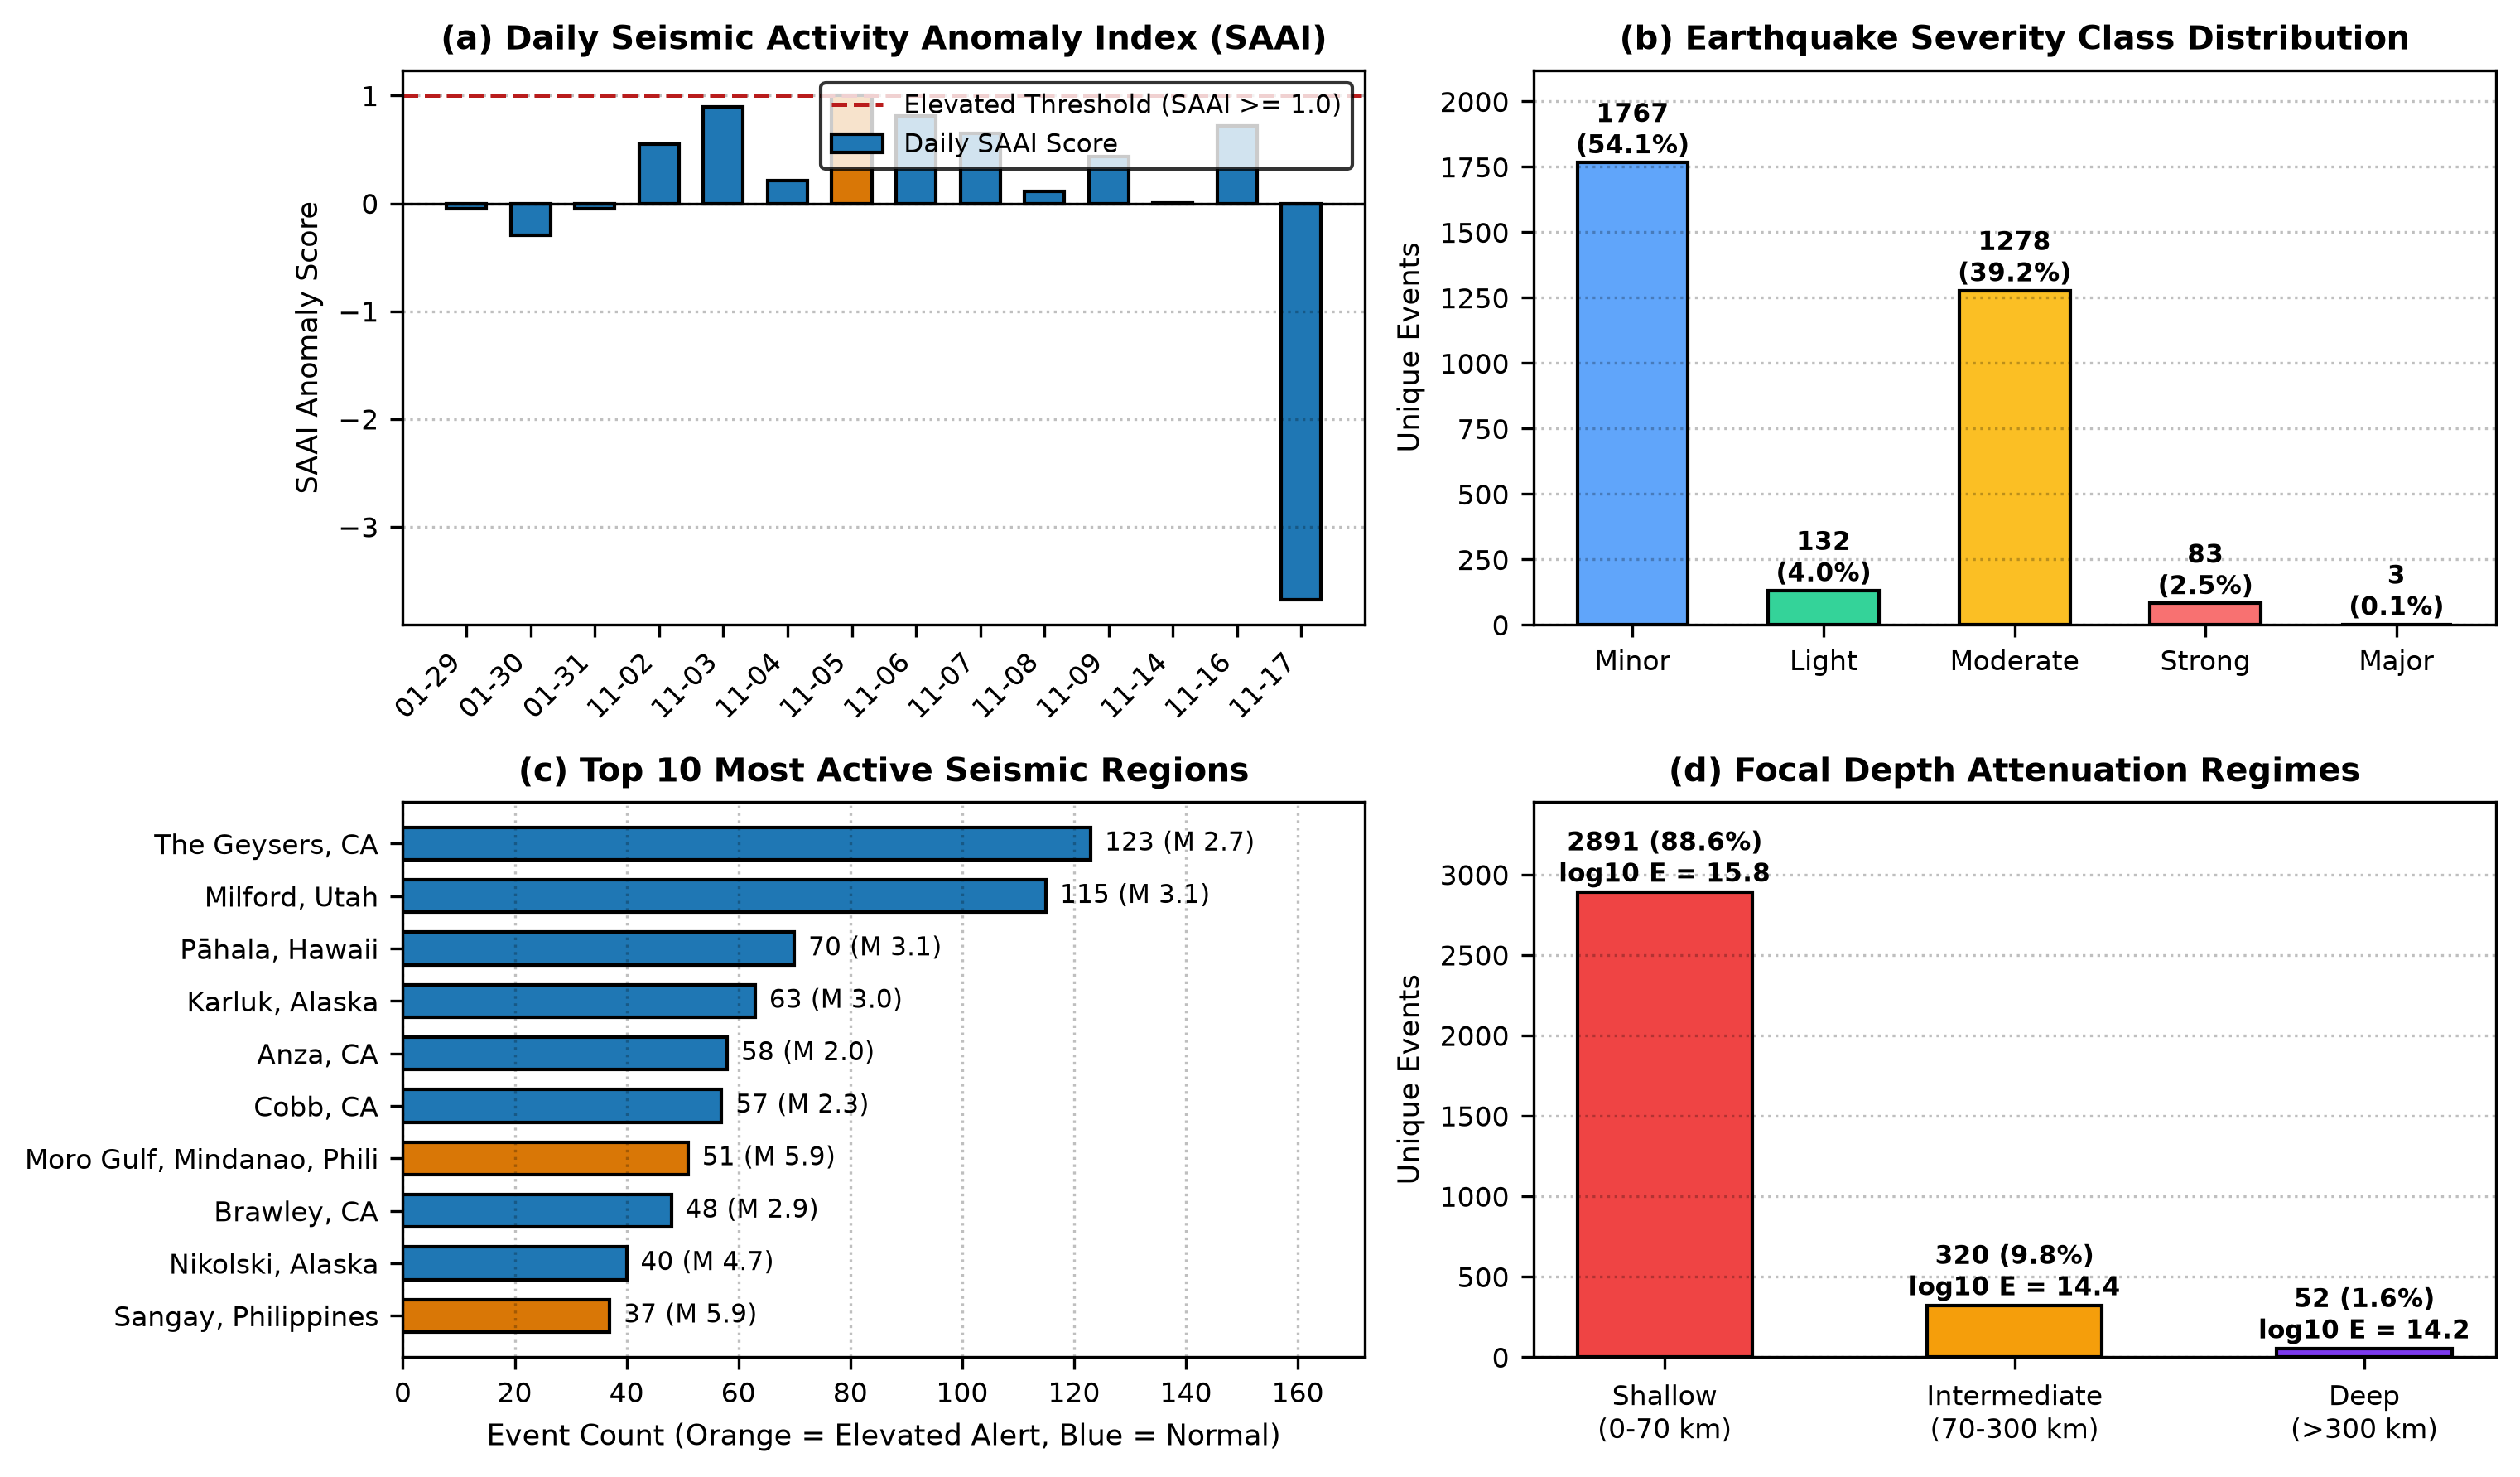 (a) Daily Seismic Activity Anomaly Index (SAAI)
1
0
−1
−2
−3
SAAI Anomaly Score
Elevated Threshold (SAAI >= 1.0)
Daily SAAI Score
01-29
01-30
01-31
11-02
11-03
11-04
11-05
11-06
11-07
11-08
11-09
11-14
11-16
11-17
(b) Earthquake Severity Class Distribution
Unique Events
2000
1750
1500
1250
1000
750
500
250
0
1767
(54.1%)
132
(4.0%)
1278
(39.2%)
83
(2.5%)
3
(0.1%)
Minor
Light
Moderate
Strong
Major
(c) Top 10 Most Active Seismic Regions
The Geysers, CA
123 (M 2.7)
Milford, Utah
115 (M 3.1)
Pāhala, Hawaii
70 (M 3.1)
Karluk, Alaska
63 (M 3.0)
Anza, CA
58 (M 2.0)
Cobb, CA
57 (M 2.3)
Moro Gulf, Mindanao, Phili
51 (M 5.9)
Brawley, CA
48 (M 2.9)
Nikolski, Alaska
40 (M 4.7)
Sangay, Philippines
37 (M 5.9)
0
20
40
60
80
100
120
140
160
Event Count (Orange = Elevated Alert, Blue = Normal)
(d) Focal Depth Attenuation Regimes
Unique Events
3000
2500
2000
1500
1000
500
0
2891 (88.6%)
log10 E = 15.8
320 (9.8%)
log10 E = 14.4
52 (1.6%)
log10 E = 14.2
Shallow
(0-70 km)
Intermediate
(70-300 km)
Deep
(>300 km)